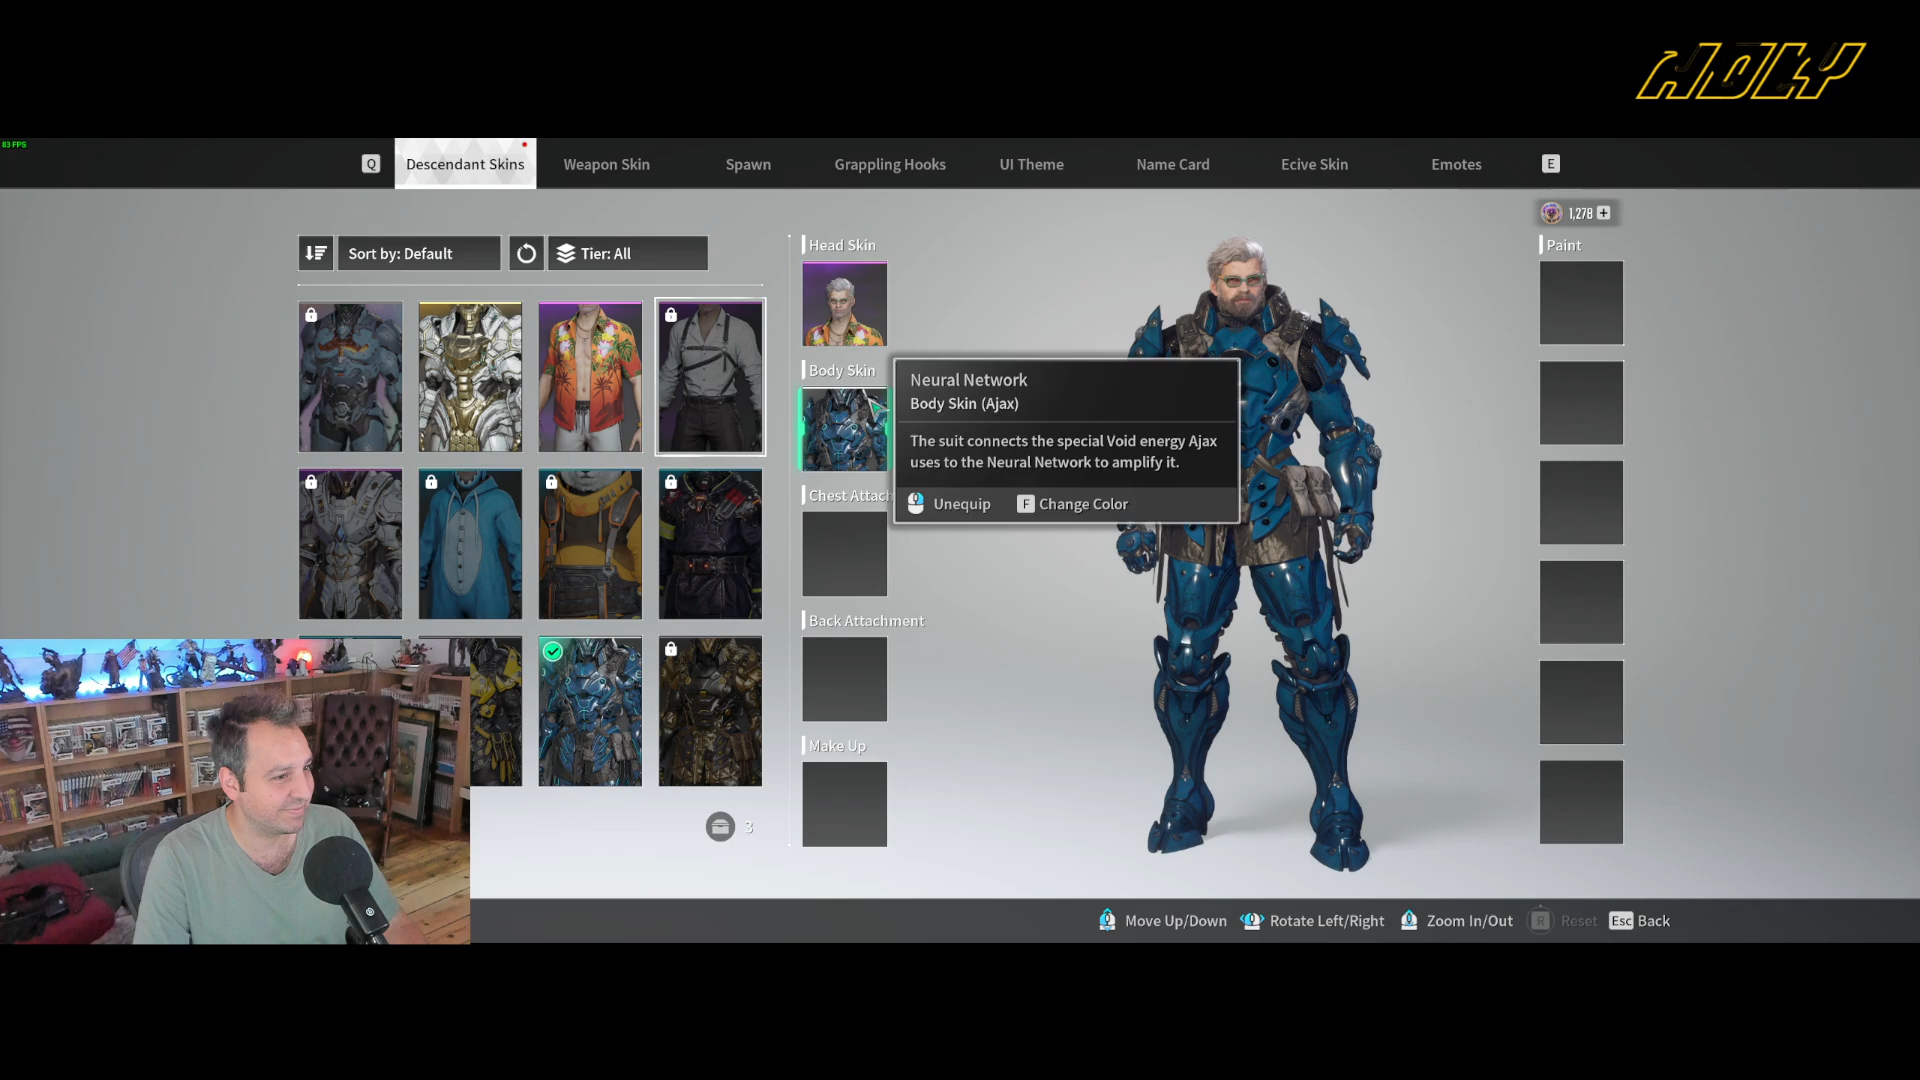 HOLY
83 FPS
Q
Descendant Skins
Weapon Skin
Spawn
Grappling Hooks
UI Theme
Name Card
Ecive Skin
Emotes
E
1,278 +
Sort by: Default
Tier: All
Head Skin
Paint
Body Skin
Neural Network
Body Skin (Ajax)
The suit connects the special Void energy Ajax
uses to the Neural Network to amplify it.
Unequip
F Change Color
Chest Attach
Back Attachment
Make Up
3
Move Up/Down
Rotate Left/Right
Zoom In/Out
R Reset
Esc Back